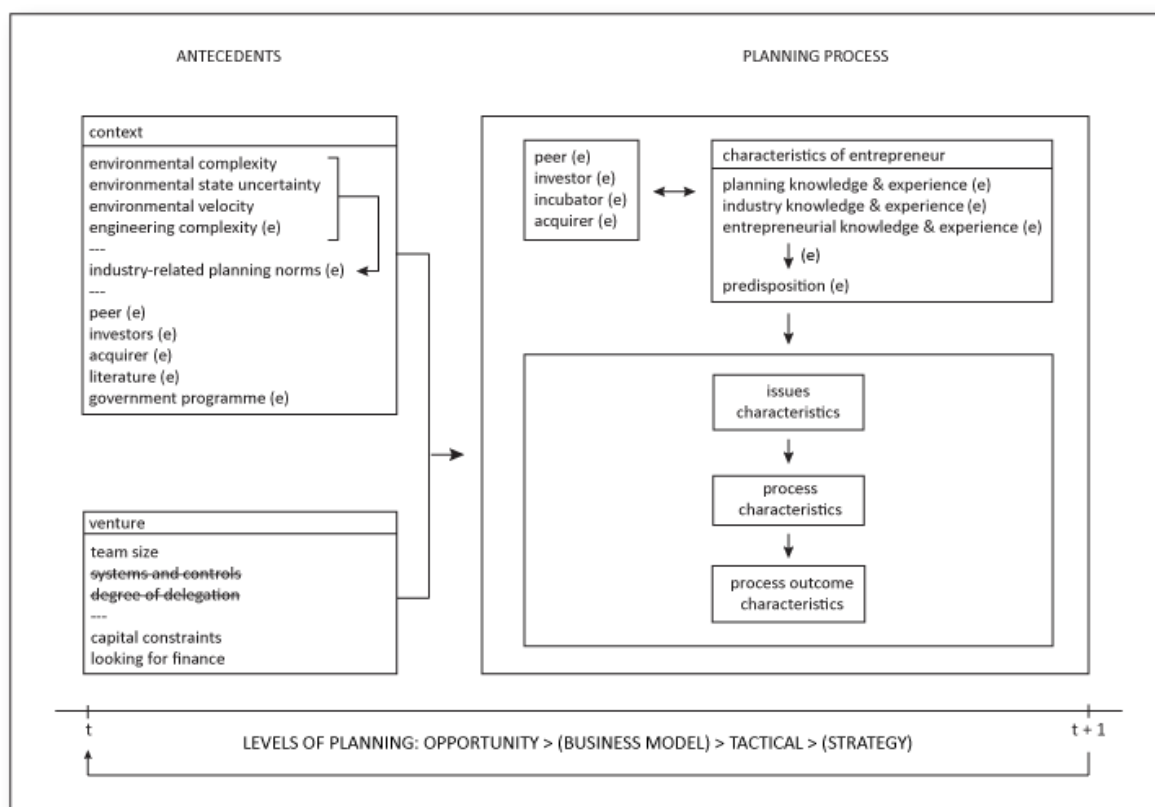 ANTECEDENTS
PLANNING PROCESS
context
environmental complexity
environmental state uncertainty
environmental velocity
engineering complexity (e)
---
industry-related planning norms (e)
---
peer (e)
investors (e)
acquirer (e)
literature (e)
government programme (e)
venture
team size
systems and controls
degree of delegation
---
capital constraints
looking for finance
peer (e)
investor (e)
incubator (e)
acquirer (e)
characteristics of entrepreneur
planning knowledge & experience (e)
industry knowledge & experience (e)
entrepreneurial knowledge & experience (e)
(e)
predisposition (e)
issues
characteristics
process
characteristics
process outcome
characteristics
t
t + 1
LEVELS OF PLANNING: OPPORTUNITY > (BUSINESS MODEL) > TACTICAL > (STRATEGY)